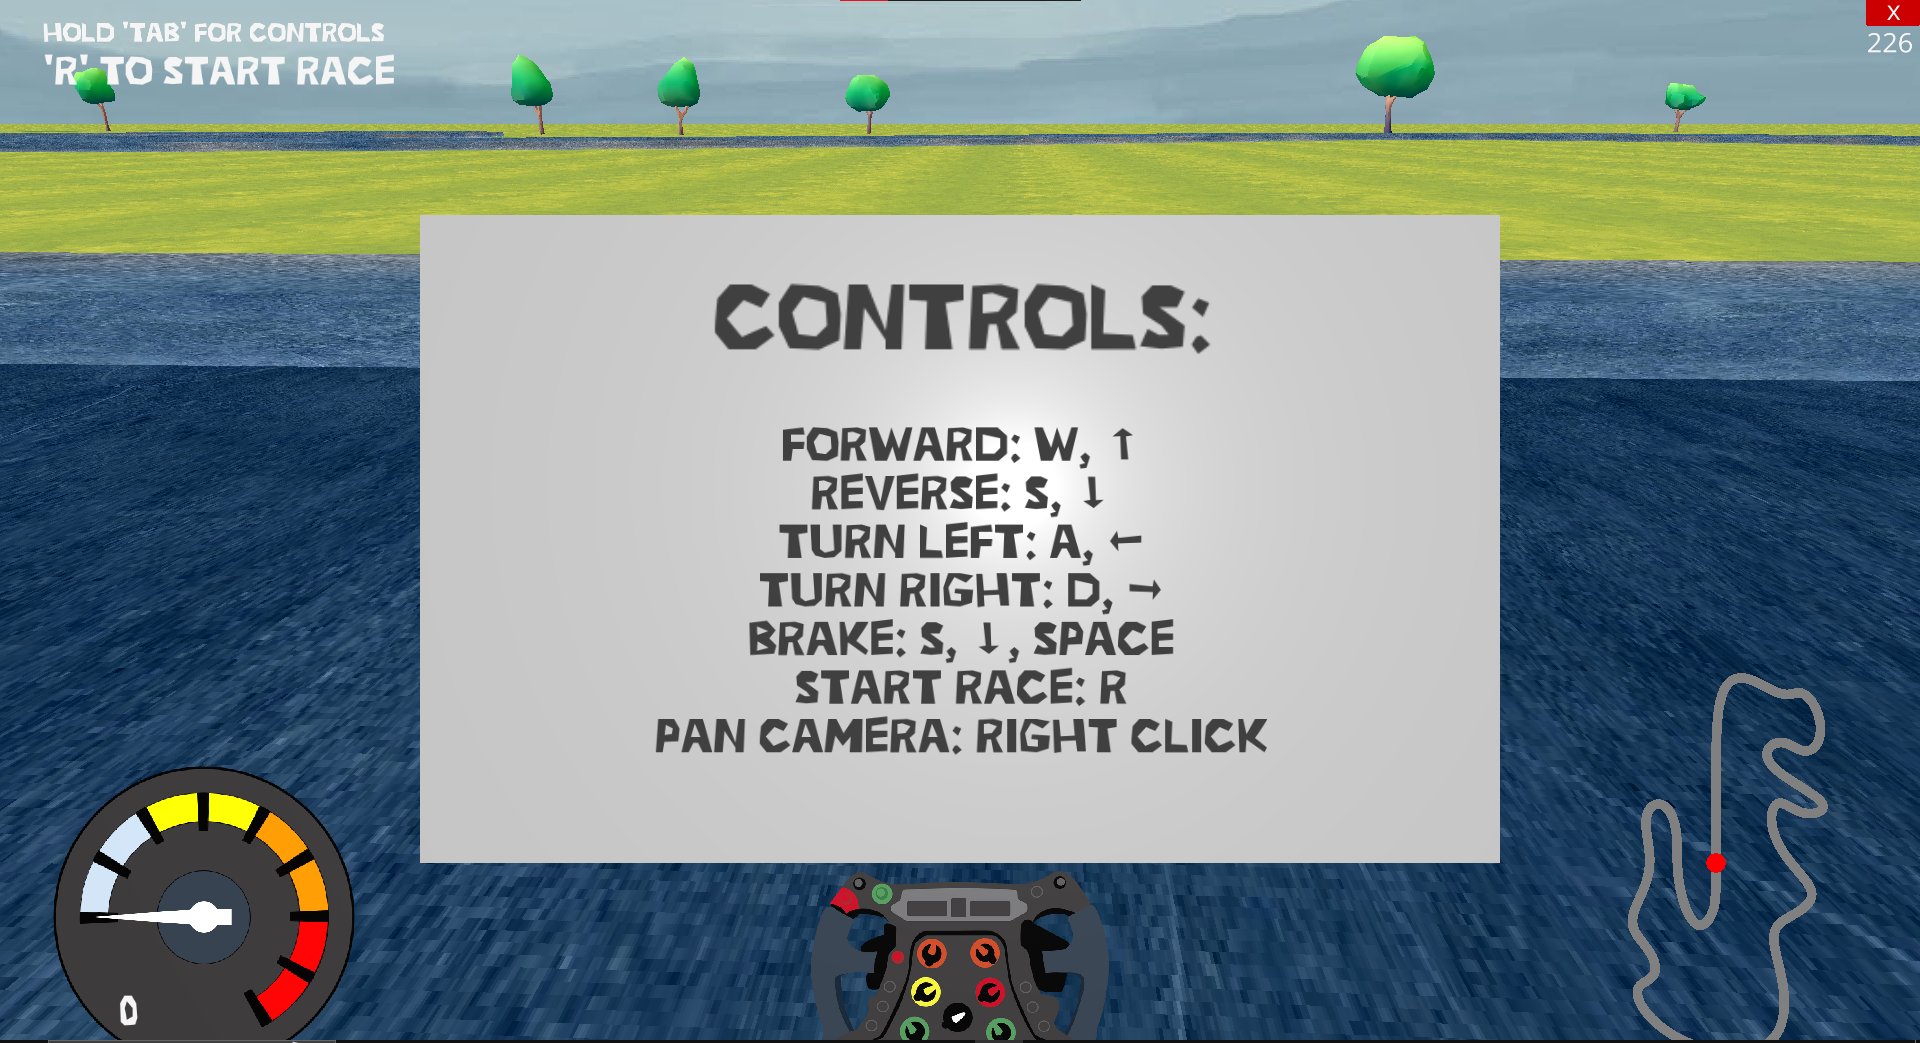 HOLD 'TAB' FOR CONTROLS
'R' TO START RACE
X
226
CONTROLS:
FORWARD: W, ↑
REVERSE: S, ↓
TURN LEFT: A, ←
TURN RIGHT: D, →
BRAKE: S, ↓, SPACE
START RACE: R
PAN CAMERA: RIGHT CLICK
0